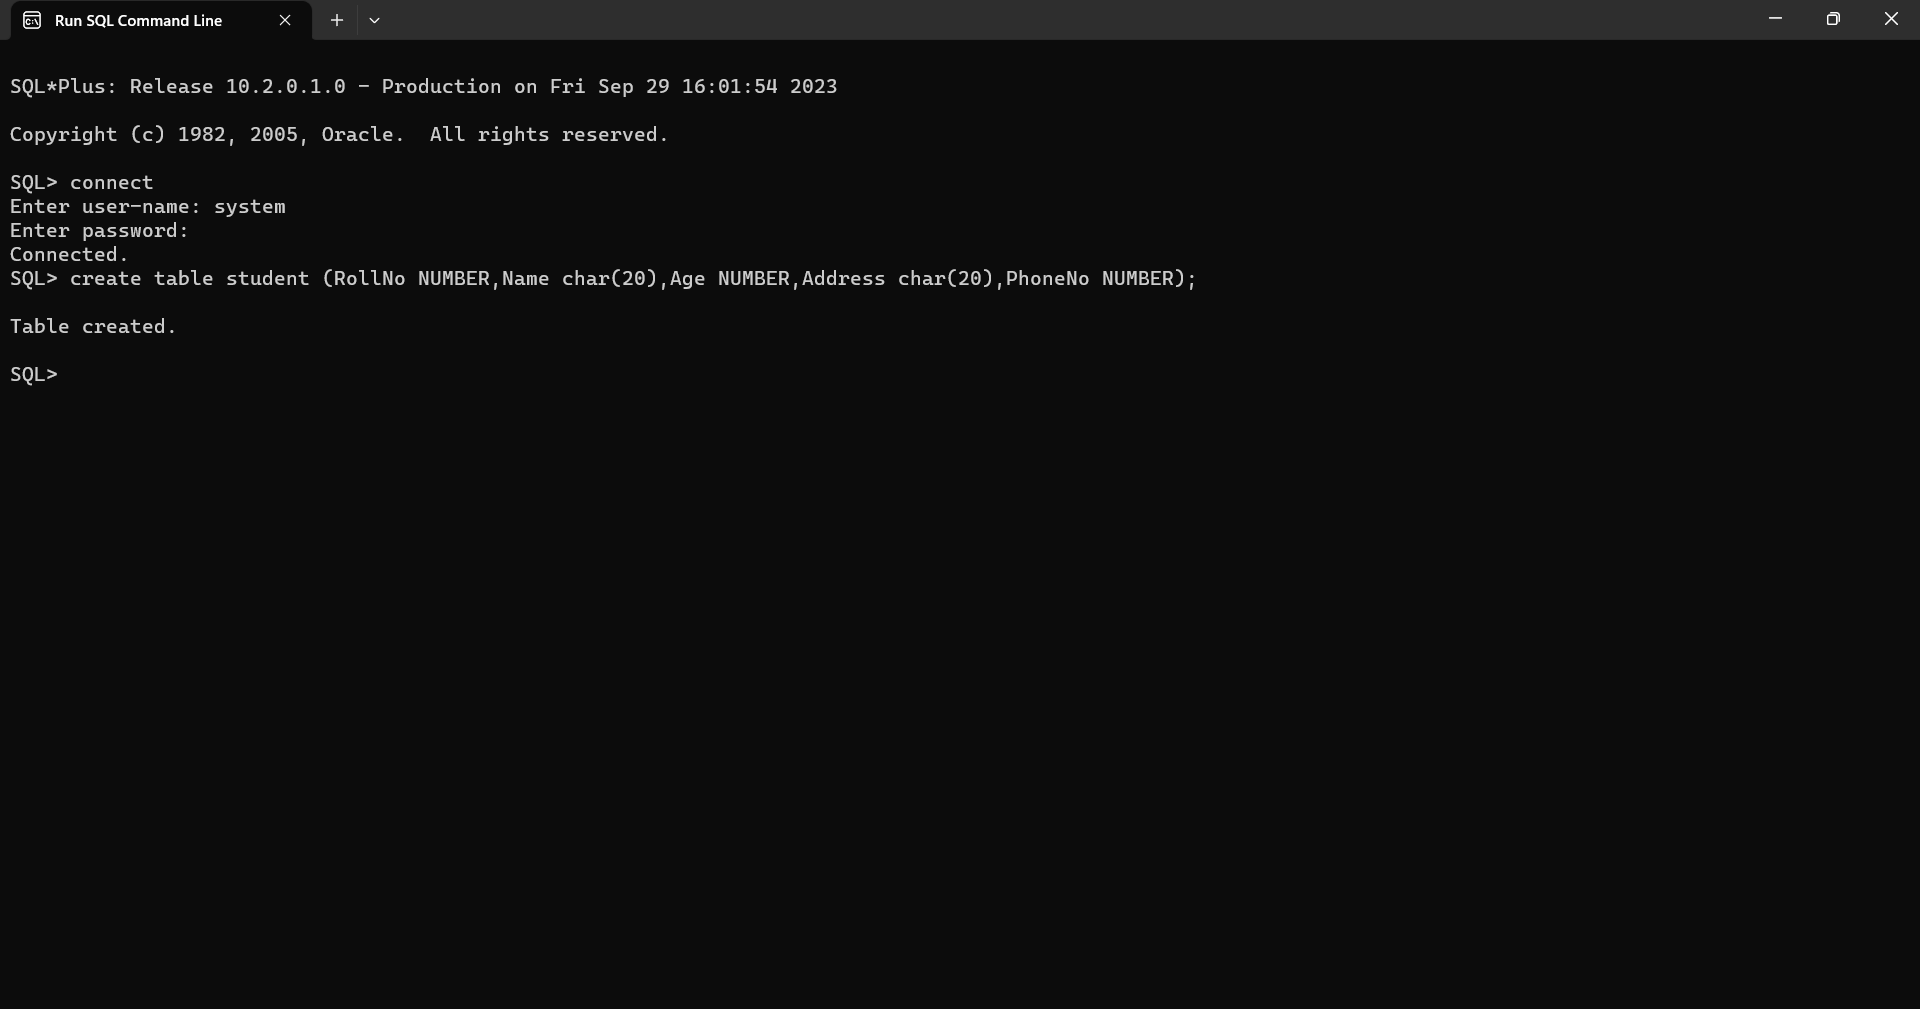 Run SQL Command Line
SQL*Plus: Release 10.2.0.1.0 - Production on Fri Sep 29 16:01:54 2023
Copyright (c) 1982, 2005, Oracle.  All rights reserved.
SQL> connect
Enter user-name: system
Enter password:
Connected.
SQL> create table student (RollNo NUMBER,Name char(20),Age NUMBER,Address char(20),PhoneNo NUMBER);
Table created.
SQL>